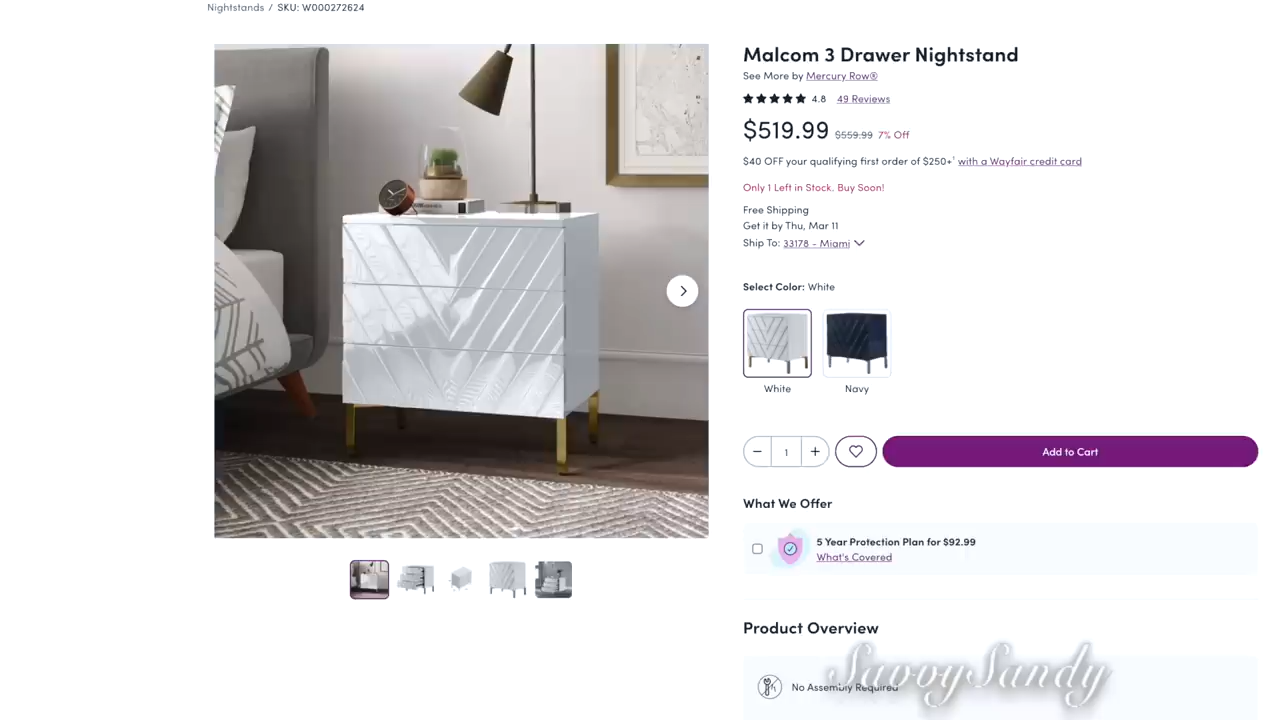 Nightstands / SKU: W000272624
Malcom 3 Drawer Nightstand
See More by Mercury Row®
4.8 49 Reviews
$519.99 $559.99 7% Off
$40 OFF your qualifying first order of $250+¹ with a Wayfair credit card
Only 1 Left in Stock. Buy Soon!
Free Shipping
Get it by Thu, Mar 11
Ship To: 33178 - Miami
Select Color: White
White Navy
1 Add to Cart
What We Offer
5 Year Protection Plan for $92.99
What's Covered
Product Overview
No Assembly Required
SavvySandy